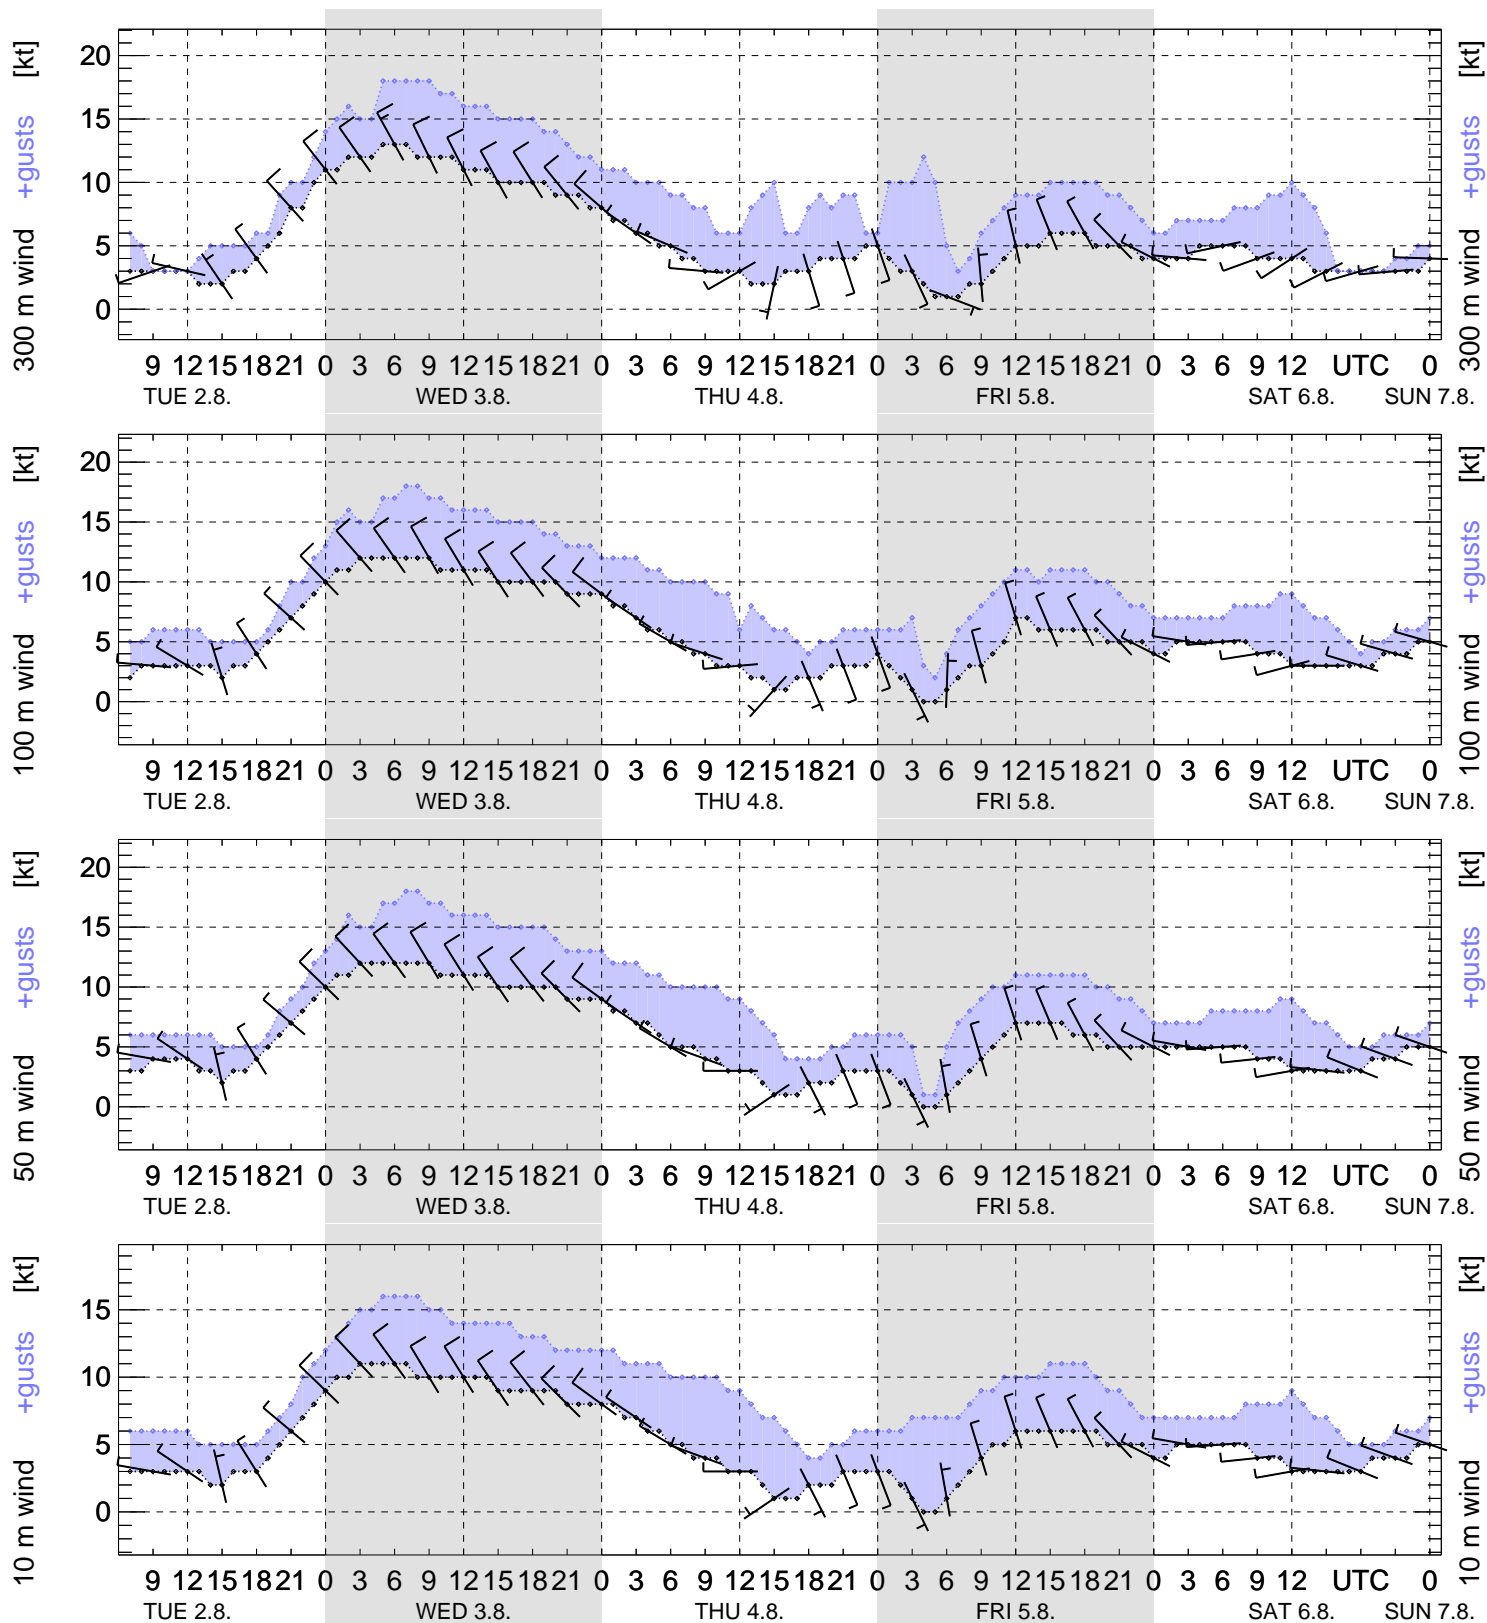 300 m wind +gusts [kt]
20
15
10
5
0
300 m wind +gusts [kt]
9 12 15 18 21 0 3 6 9 12 15 18 21 0 3 6 9 12 15 18 21 0 3 6 9 12 15 18 21 0 3 6 9 12 UTC 0
TUE 2.8. WED 3.8. THU 4.8. FRI 5.8. SAT 6.8. SUN 7.8.
100 m wind +gusts [kt]
20
15
10
5
0
100 m wind +gusts [kt]
9 12 15 18 21 0 3 6 9 12 15 18 21 0 3 6 9 12 15 18 21 0 3 6 9 12 15 18 21 0 3 6 9 12 UTC 0
TUE 2.8. WED 3.8. THU 4.8. FRI 5.8. SAT 6.8. SUN 7.8.
50 m wind +gusts [kt]
20
15
10
5
0
50 m wind +gusts [kt]
9 12 15 18 21 0 3 6 9 12 15 18 21 0 3 6 9 12 15 18 21 0 3 6 9 12 15 18 21 0 3 6 9 12 UTC 0
TUE 2.8. WED 3.8. THU 4.8. FRI 5.8. SAT 6.8. SUN 7.8.
10 m wind +gusts [kt]
15
10
5
0
10 m wind +gusts [kt]
9 12 15 18 21 0 3 6 9 12 15 18 21 0 3 6 9 12 15 18 21 0 3 6 9 12 15 18 21 0 3 6 9 12 UTC 0
TUE 2.8. WED 3.8. THU 4.8. FRI 5.8. SAT 6.8. SUN 7.8.